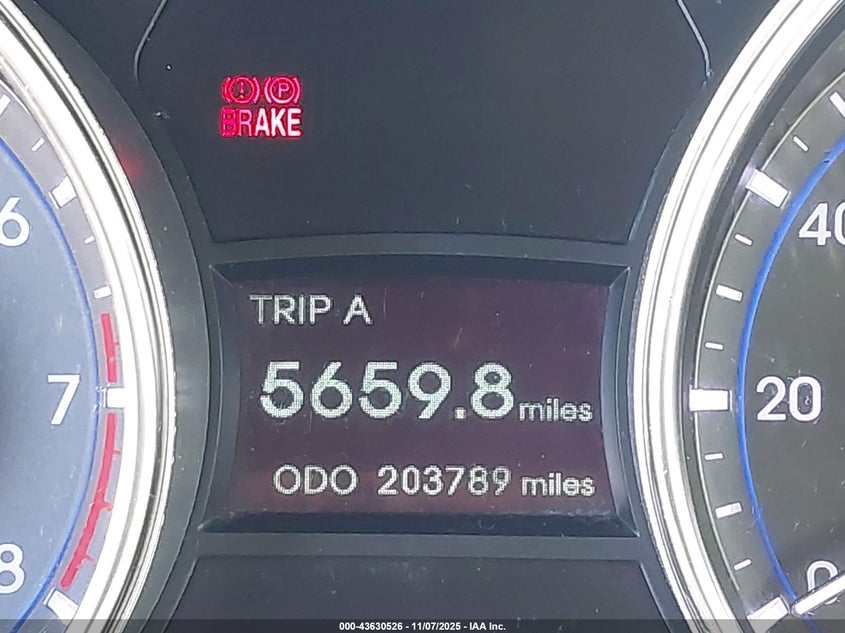 BRAKE
TRIP A
5659.8 miles
ODO 203789 miles
6
7
8
40
20
0
000-43630526 - 11/07/2025 - IAA Inc.